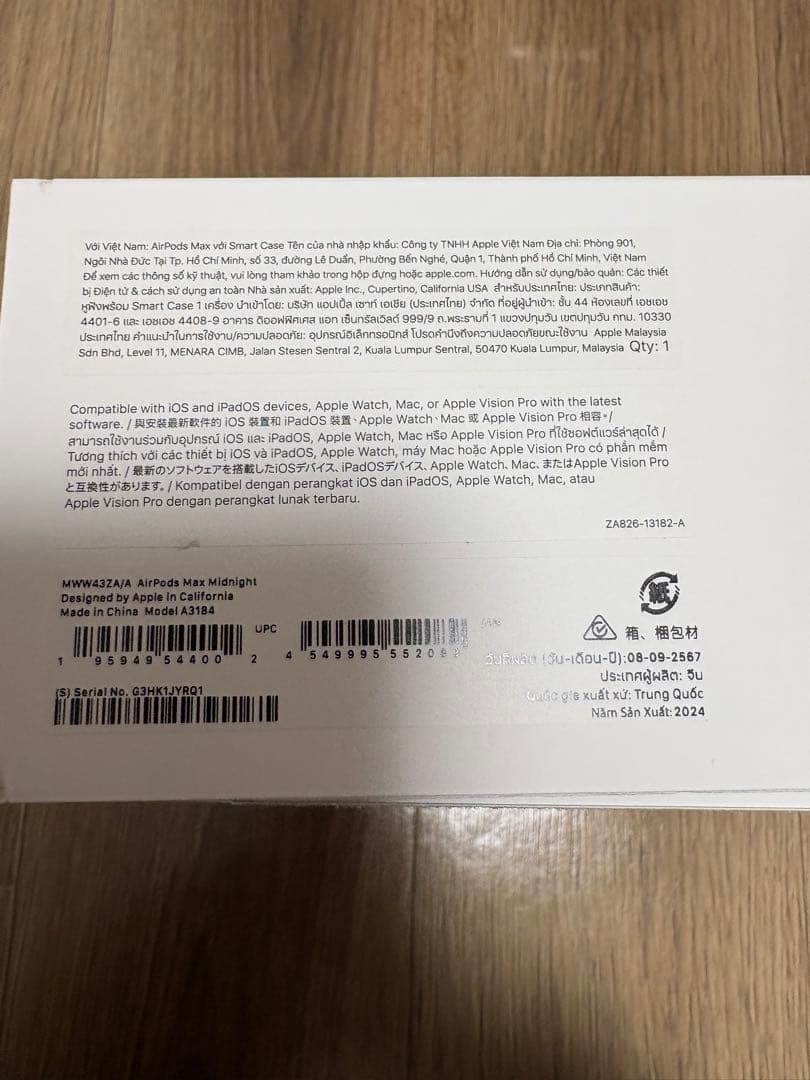 Với Việt Nam: AirPods Max với Smart Case Tên của nhà nhập khẩu: Công ty TNHH Apple Việt Nam Địa chỉ: Phòng 901,
Ngôi Nhà Đức Tại Tp. Hồ Chí Minh, số 33, đường Lê Duẩn, Phường Bến Nghé, Quận 1, Thành phố Hồ Chí Minh, Việt Nam
Để xem các thông số kỹ thuật, vui lòng tham khảo trong hộp đựng hoặc apple.com. Hướng dẫn sử dụng/bảo quản: Các thiết
bị Điện tử & cách sử dụng an toàn Nhà sản xuất: Apple Inc., Cupertino, California USA สำหรับประเทศไทย: ประเภทสินค้า:
หูฟังพร้อม Smart Case 1 เครื่อง นำเข้าโดย: บริษัท แอปเปิ้ล เซาท์ เอเชีย (ประเทศไทย) จำกัด ที่อยู่ผู้นำเข้า: ชั้น 44 ห้องเลขที่ เอชเอช
4401-6 และ เอชเอช 4408-9 อาคาร ดิออฟฟิศเศส แอท เซ็นทรัลเวิลด์ 999/9 ถ.พระรามที่ 1 แขวงปทุมวัน เขตปทุมวัน กทม. 10330
ประเทศไทย คำแนะนำในการใช้งาน/ความปลอดภัย: อุปกรณ์อิเล็กทรอนิกส์ โปรดคำนึงถึงความปลอดภัยขณะใช้งาน Apple Malaysia
Sdn Bhd, Level 11, MENARA CIMB, Jalan Stesen Sentral 2, Kuala Lumpur Sentral, 50470 Kuala Lumpur, Malaysia Qty: 1
Compatible with iOS and iPadOS devices, Apple Watch, Mac, or Apple Vision Pro with the latest
software. / 與安裝最新軟體的 iOS 裝置和 iPadOS 裝置、Apple Watch、Mac 或 Apple Vision Pro 相容。/
สามารถใช้งานร่วมกับอุปกรณ์ iOS และ iPadOS, Apple Watch, Mac หรือ Apple Vision Pro ที่ใช้ซอฟต์แวร์ล่าสุดได้ /
Tương thích với các thiết bị iOS và iPadOS, Apple Watch, máy Mac hoặc Apple Vision Pro có phần mềm
mới nhất. / 最新のソフトウェアを搭載したiOSデバイス、iPadOSデバイス、Apple Watch、Mac、またはApple Vision Pro
と互換性があります。/ Kompatibel dengan perangkat iOS dan iPadOS, Apple Watch, Mac, atau
Apple Vision Pro dengan perangkat lunak terbaru.
ZA826-13182-A
MWW43ZA/A AirPods Max Midnight
Designed by Apple in California
Made in China Model A3184
UPC
1 95949 54400 2
4 549995 5520
(S) Serial No. G3HK1JYRQ1
紙
箱、梱包材
วันที่ผลิต (วัน-เดือน-ปี):08-09-2567
ประเทศผู้ผลิต: จีน
Quốc gia xuất xứ: Trung Quốc
Năm Sản Xuất: 2024